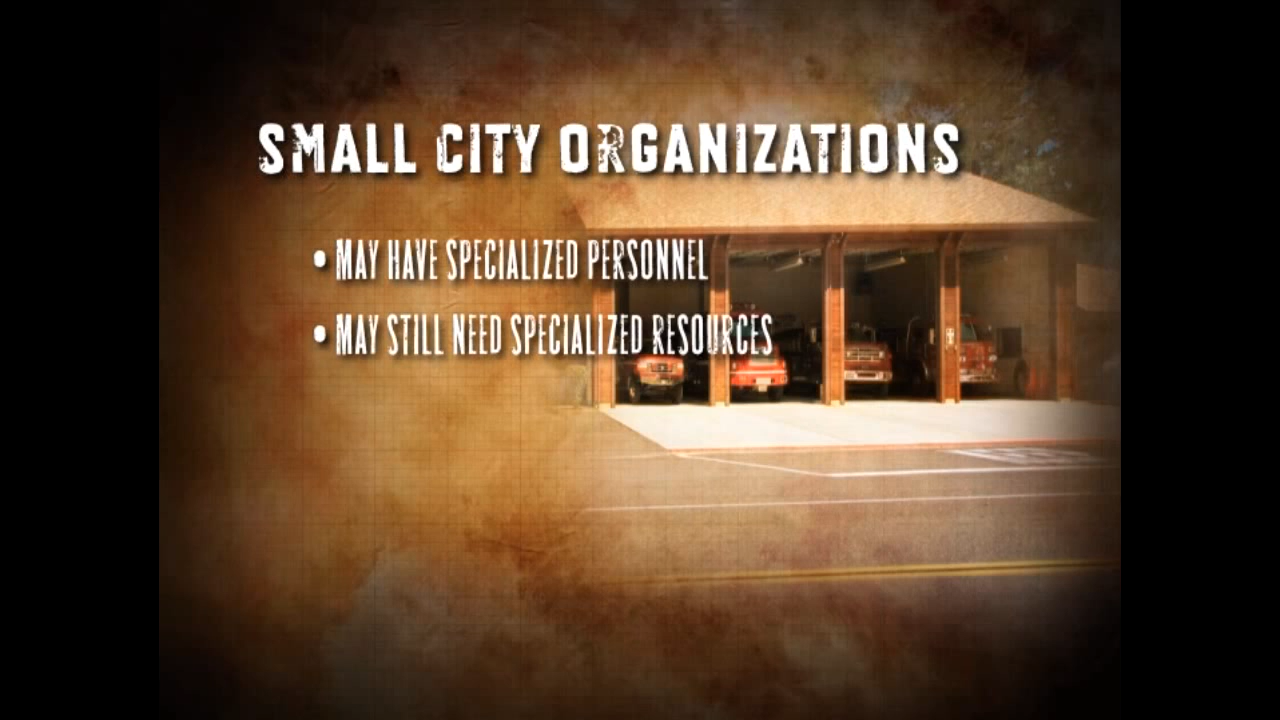 SMALL CITY ORGANIZATIONS
• MAY HAVE SPECIALIZED PERSONNEL
• MAY STILL NEED SPECIALIZED RESOURCES